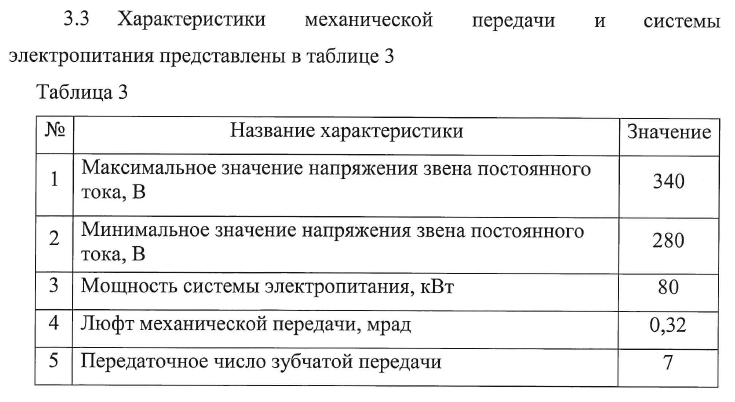 3.3 Характеристики механической передачи и системы
электропитания представлены в таблице 3
Таблица 3
№ Название характеристики Значение
1 Максимальное значение напряжения звена постоянного
тока, В 340
2 Минимальное значение напряжения звена постоянного
тока, В 280
3 Мощность системы электропитания, кВт 80
4 Люфт механической передачи, мрад 0,32
5 Передаточное число зубчатой передачи 7